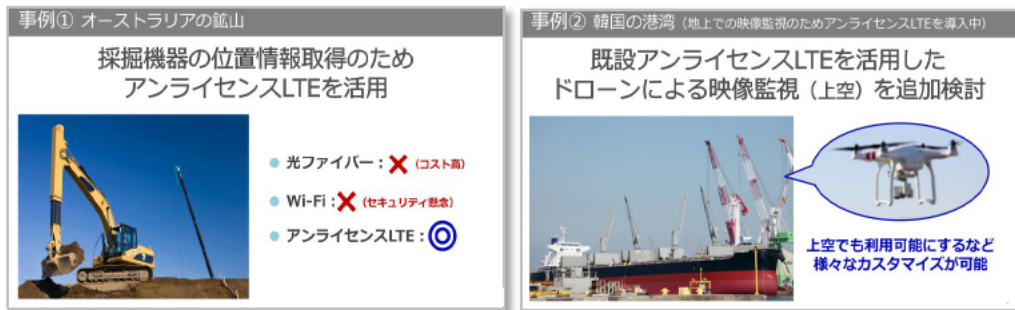 事例① オーストラリアの鉱山
採掘機器の位置情報取得のため
アンライセンスLTEを活用
● 光ファイバー：✕（コスト高）
● Wi-Fi：✕（セキュリティ懸念）
● アンライセンスLTE：◎
事例② 韓国の港湾（地上での映像監視のためアンライセンスLTEを導入中）
既設アンライセンスLTEを活用した
ドローンによる映像監視（上空）を追加検討
上空でも利用可能にするなど
様々なカスタマイズが可能